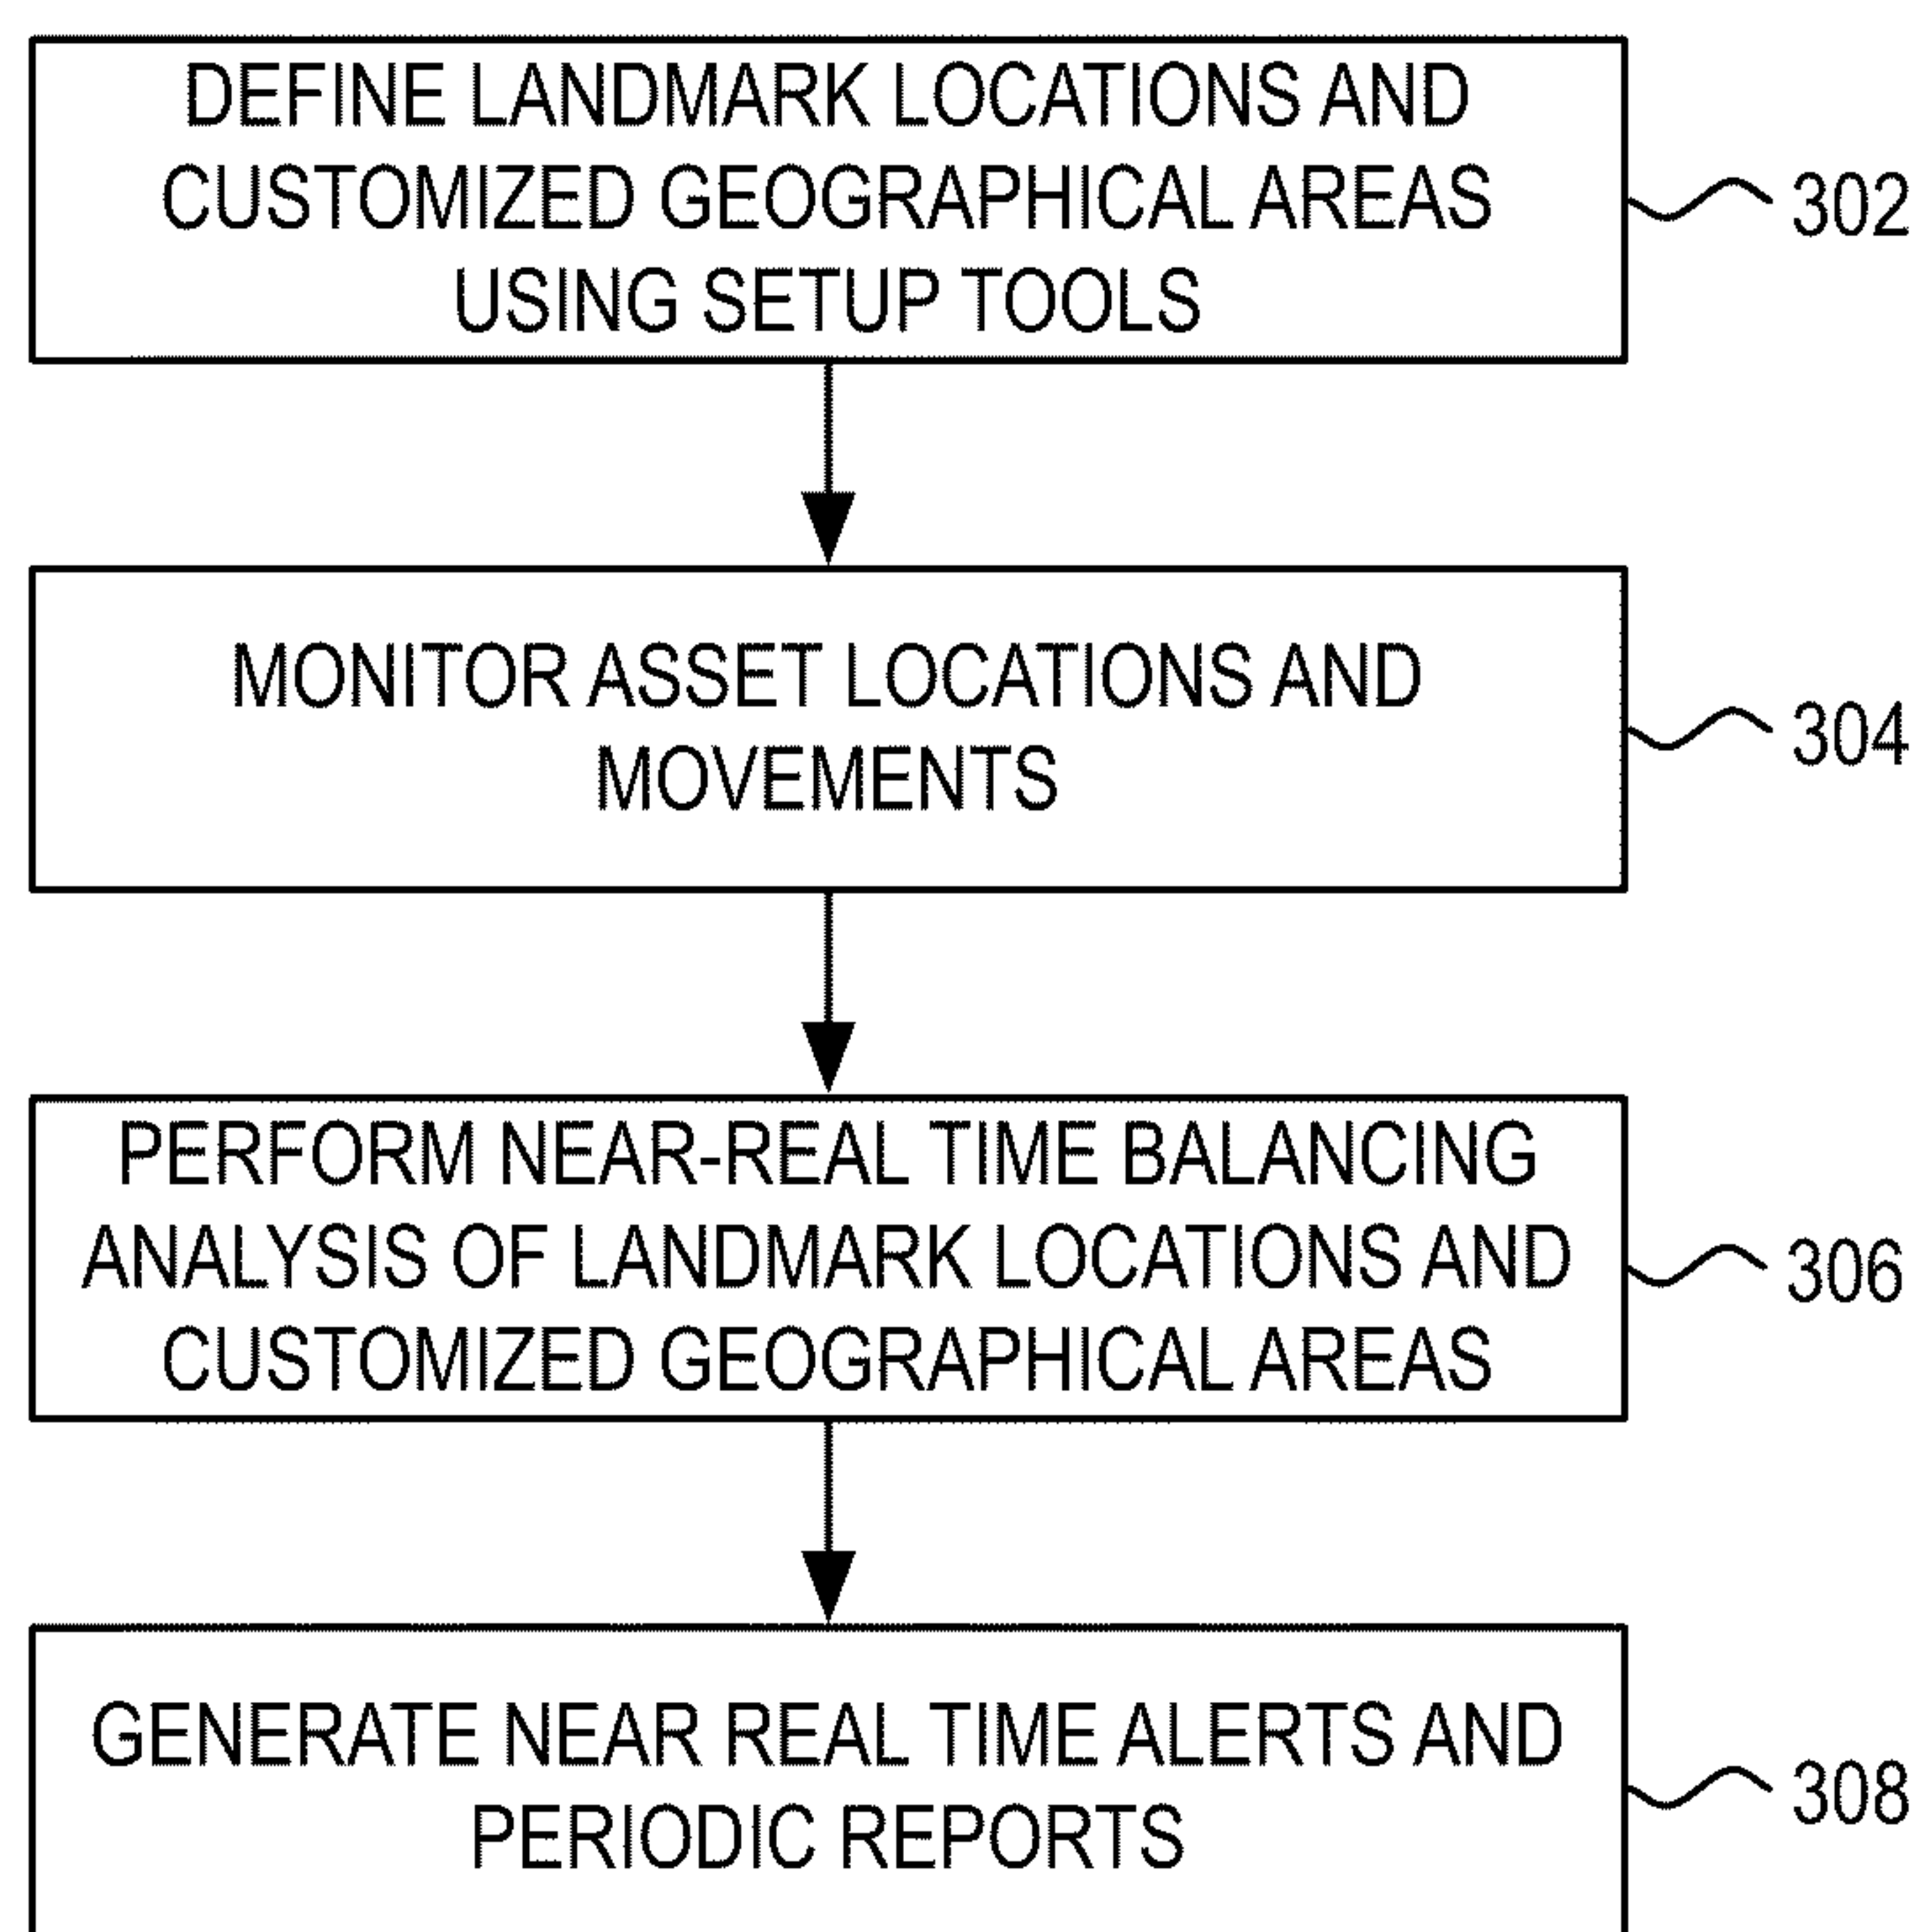 DEFINE LANDMARK LOCATIONS AND
CUSTOMIZED GEOGRAPHICAL AREAS
USING SETUP TOOLS
302
MONITOR ASSET LOCATIONS AND
MOVEMENTS
304
PERFORM NEAR-REAL TIME BALANCING
ANALYSIS OF LANDMARK LOCATIONS AND
CUSTOMIZED GEOGRAPHICAL AREAS
306
GENERATE NEAR REAL TIME ALERTS AND
PERIODIC REPORTS
308